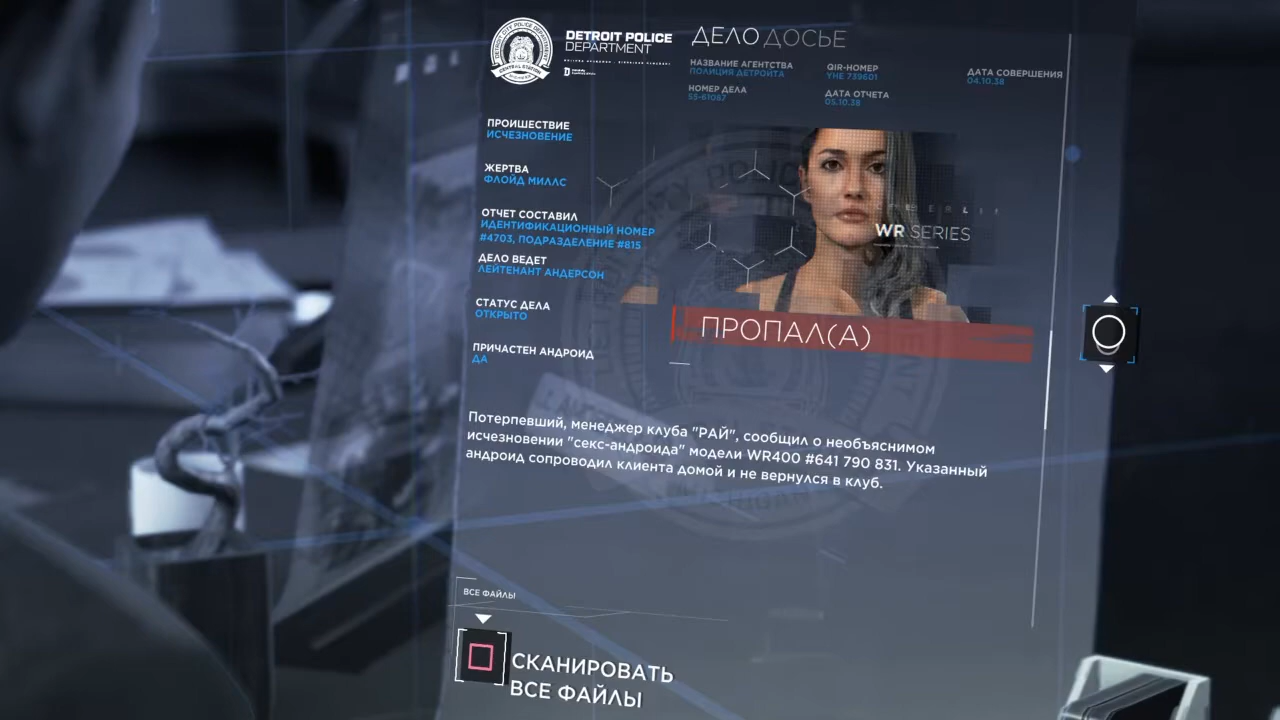 DETROIT POLICE
DEPARTMENT
ДЕЛО ДОСЬЕ
НАЗВАНИЕ АГЕНТСТВА
ПОЛИЦИЯ ДЕТРОИТА
QIR-НОМЕР
YHE 739601
ДАТА СОВЕРШЕНИЯ
04.10.38
НОМЕР ДЕЛА
55-61087
ДАТА ОТЧЕТА
05.10.38
ПРОИШЕСТВИЕ
ИСЧЕЗНОВЕНИЕ
ЖЕРТВА
ФЛОЙД МИЛЛС
ОТЧЕТ СОСТАВИЛ
ИДЕНТИФИКАЦИОННЫЙ НОМЕР
#4703, ПОДРАЗДЕЛЕНИЕ #815
ДЕЛО ВЕДЕТ
ЛЕЙТЕНАНТ АНДЕРСОН
СТАТУС ДЕЛА
ОТКРЫТО
ПРИЧАСТЕН АНДРОИД
ДА
WR SERIES
ПРОПАЛ(А)
Потерпевший, менеджер клуба "РАЙ", сообщил о необъяснимом
исчезновении "секс-андроида" модели WR400 #641 790 831. Указанный
андроид сопроводил клиента домой и не вернулся в клуб.
ВСЕ ФАЙЛЫ
СКАНИРОВАТЬ
ВСЕ ФАЙЛЫ